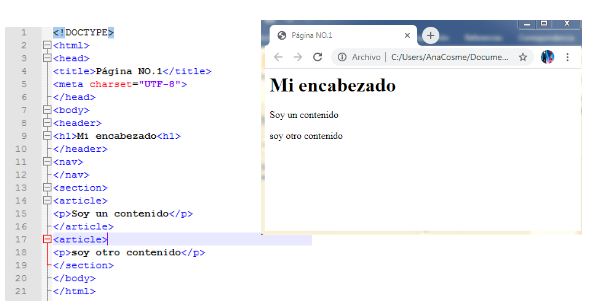 1 <!DOCTYPE>
2 <html>
3 <head>
4 <title>Página NO.1</title>
5 <meta charset="UTF-8">
6 </head>
7 <body>
8 <header>
9 <h1>Mi encabezado<h1>
10 </header>
11 <nav>
12 </nav>
13 <section>
14 <article>
15 <p>Soy un contenido</p>
16 </article>
17 <article>
18 <p>soy otro contenido</p>
19 </section>
20 </body>
21 </html>
Página NO.1
Archivo | C:/Users/AnaCosme/Docume...
Mi encabezado
Soy un contenido
soy otro contenido